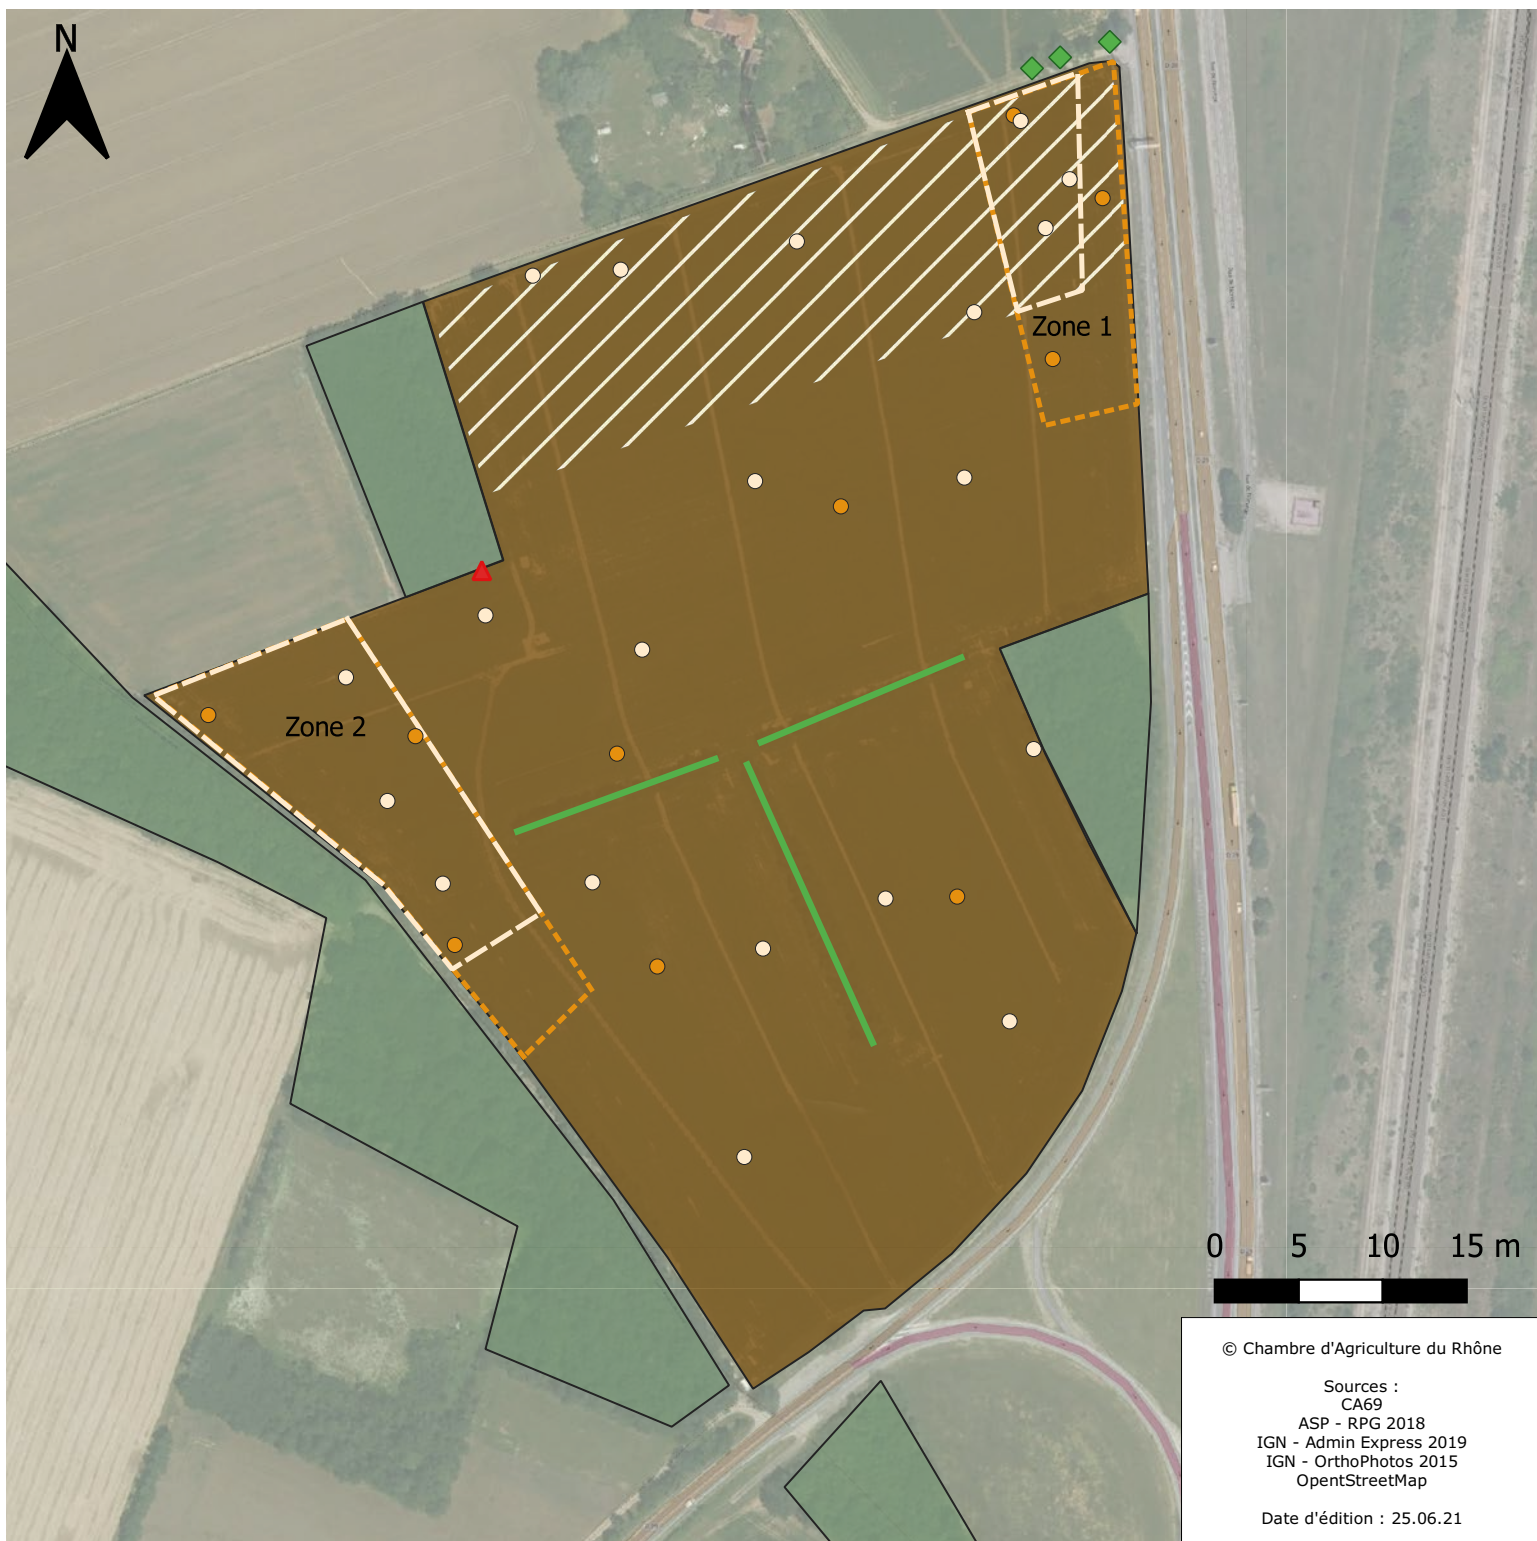 N
Zone 1
Zone 2
0 5 10 15 m
© Chambre d'Agriculture du Rhône
Sources :
CA69
ASP - RPG 2018
IGN - Admin Express 2019
IGN - OrthoPhotos 2015
OpentStreetMap
Date d'édition : 25.06.21